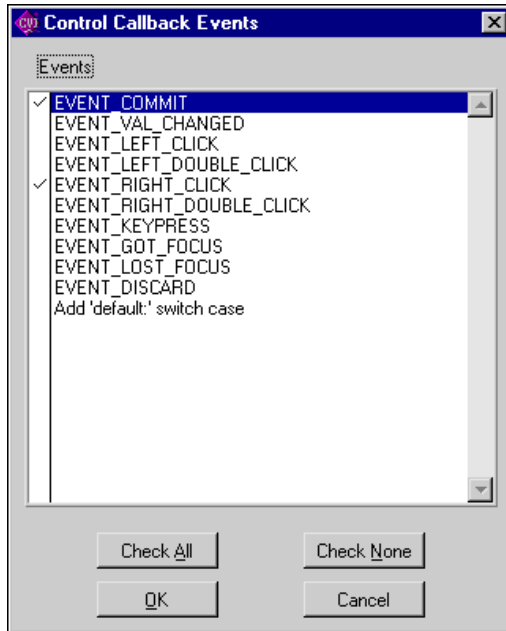 CVI Control Callback Events
Events
EVENT_COMMIT
EVENT_VAL_CHANGED
EVENT_LEFT_CLICK
EVENT_LEFT_DOUBLE_CLICK
EVENT_RIGHT_CLICK
EVENT_RIGHT_DOUBLE_CLICK
EVENT_KEYPRESS
EVENT_GOT_FOCUS
EVENT_LOST_FOCUS
EVENT_DISCARD
Add 'default:' switch case
Check All Check None
OK Cancel